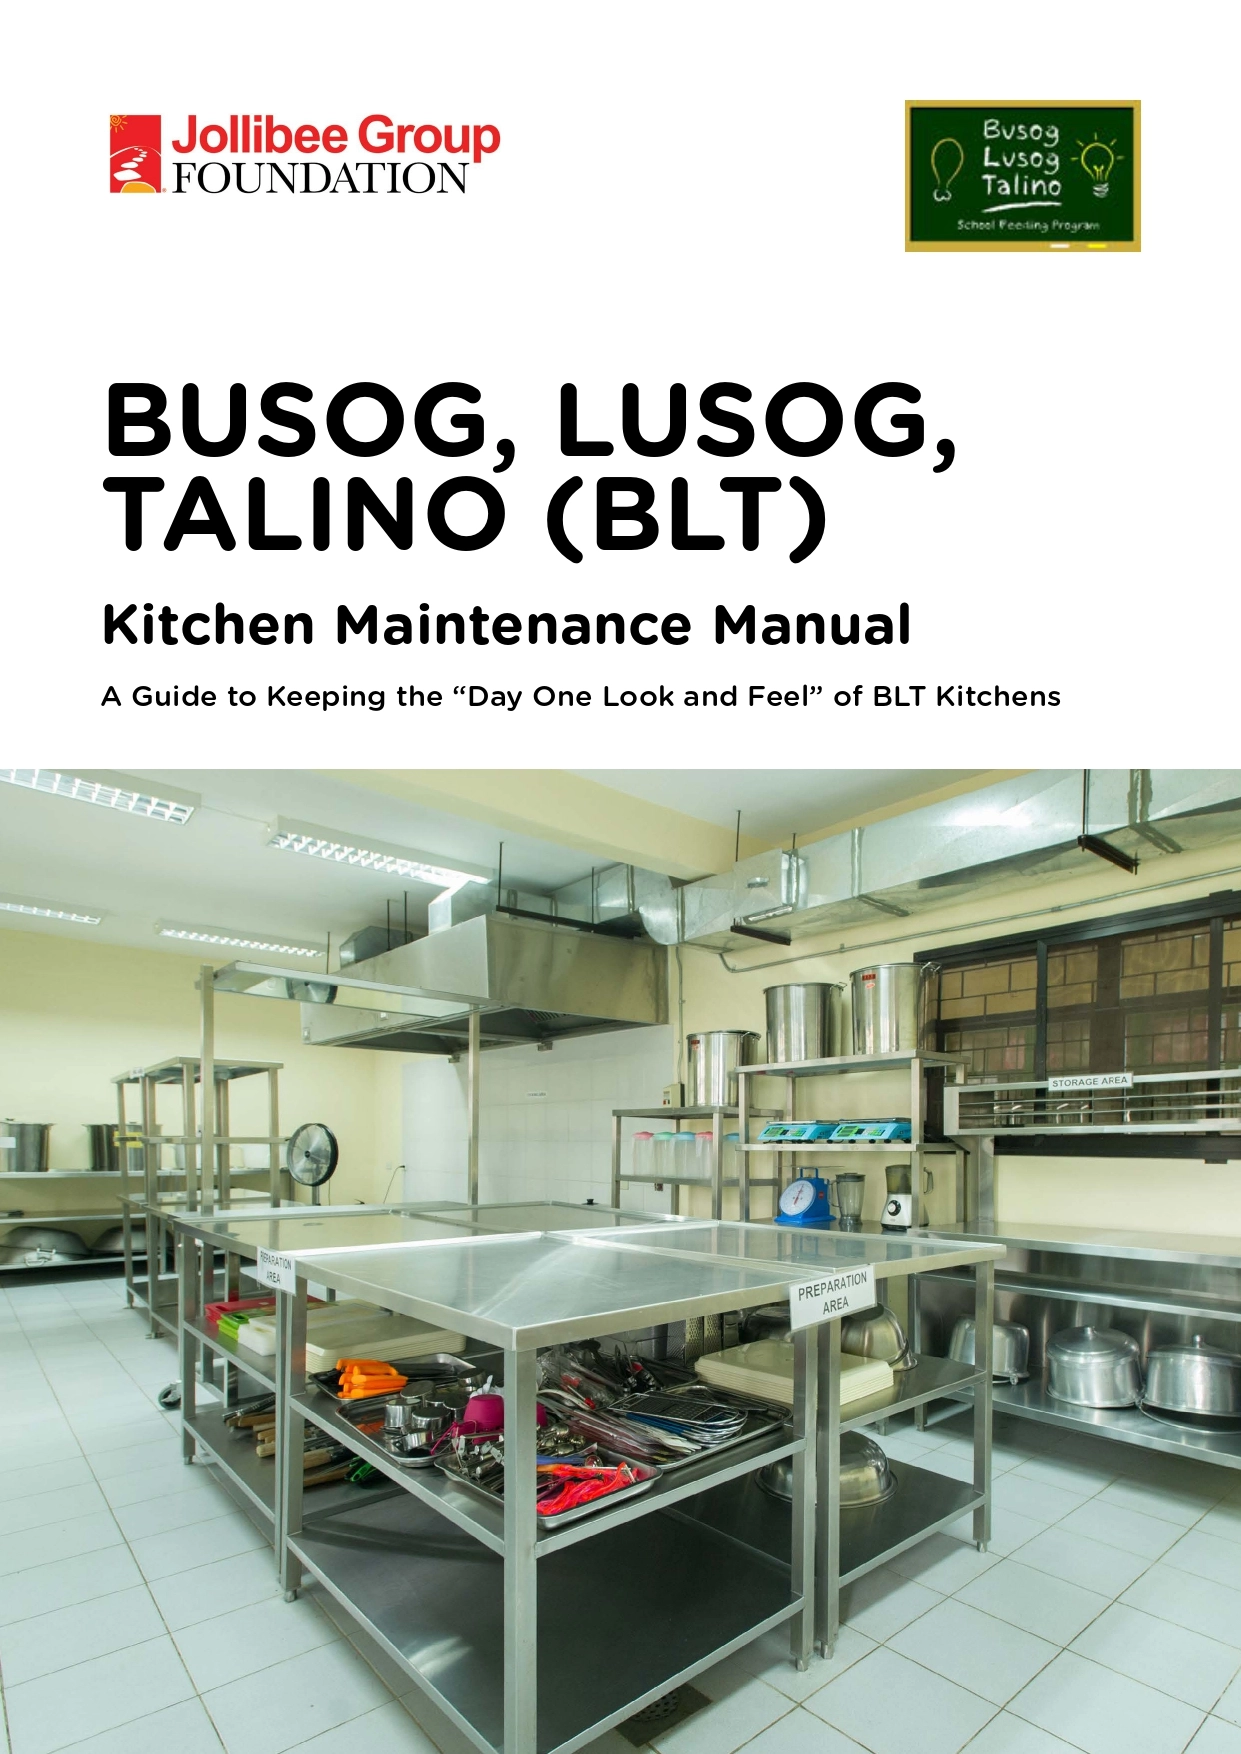 Jollibee Group
FOUNDATION
Busog
Lusog
Talino
School Feeding Program
BUSOG, LUSOG,
TALINO (BLT)
Kitchen Maintenance Manual
A Guide to Keeping the “Day One Look and Feel” of BLT Kitchens
STORAGE AREA
PREPARATION
AREA
PREPARATION
AREA